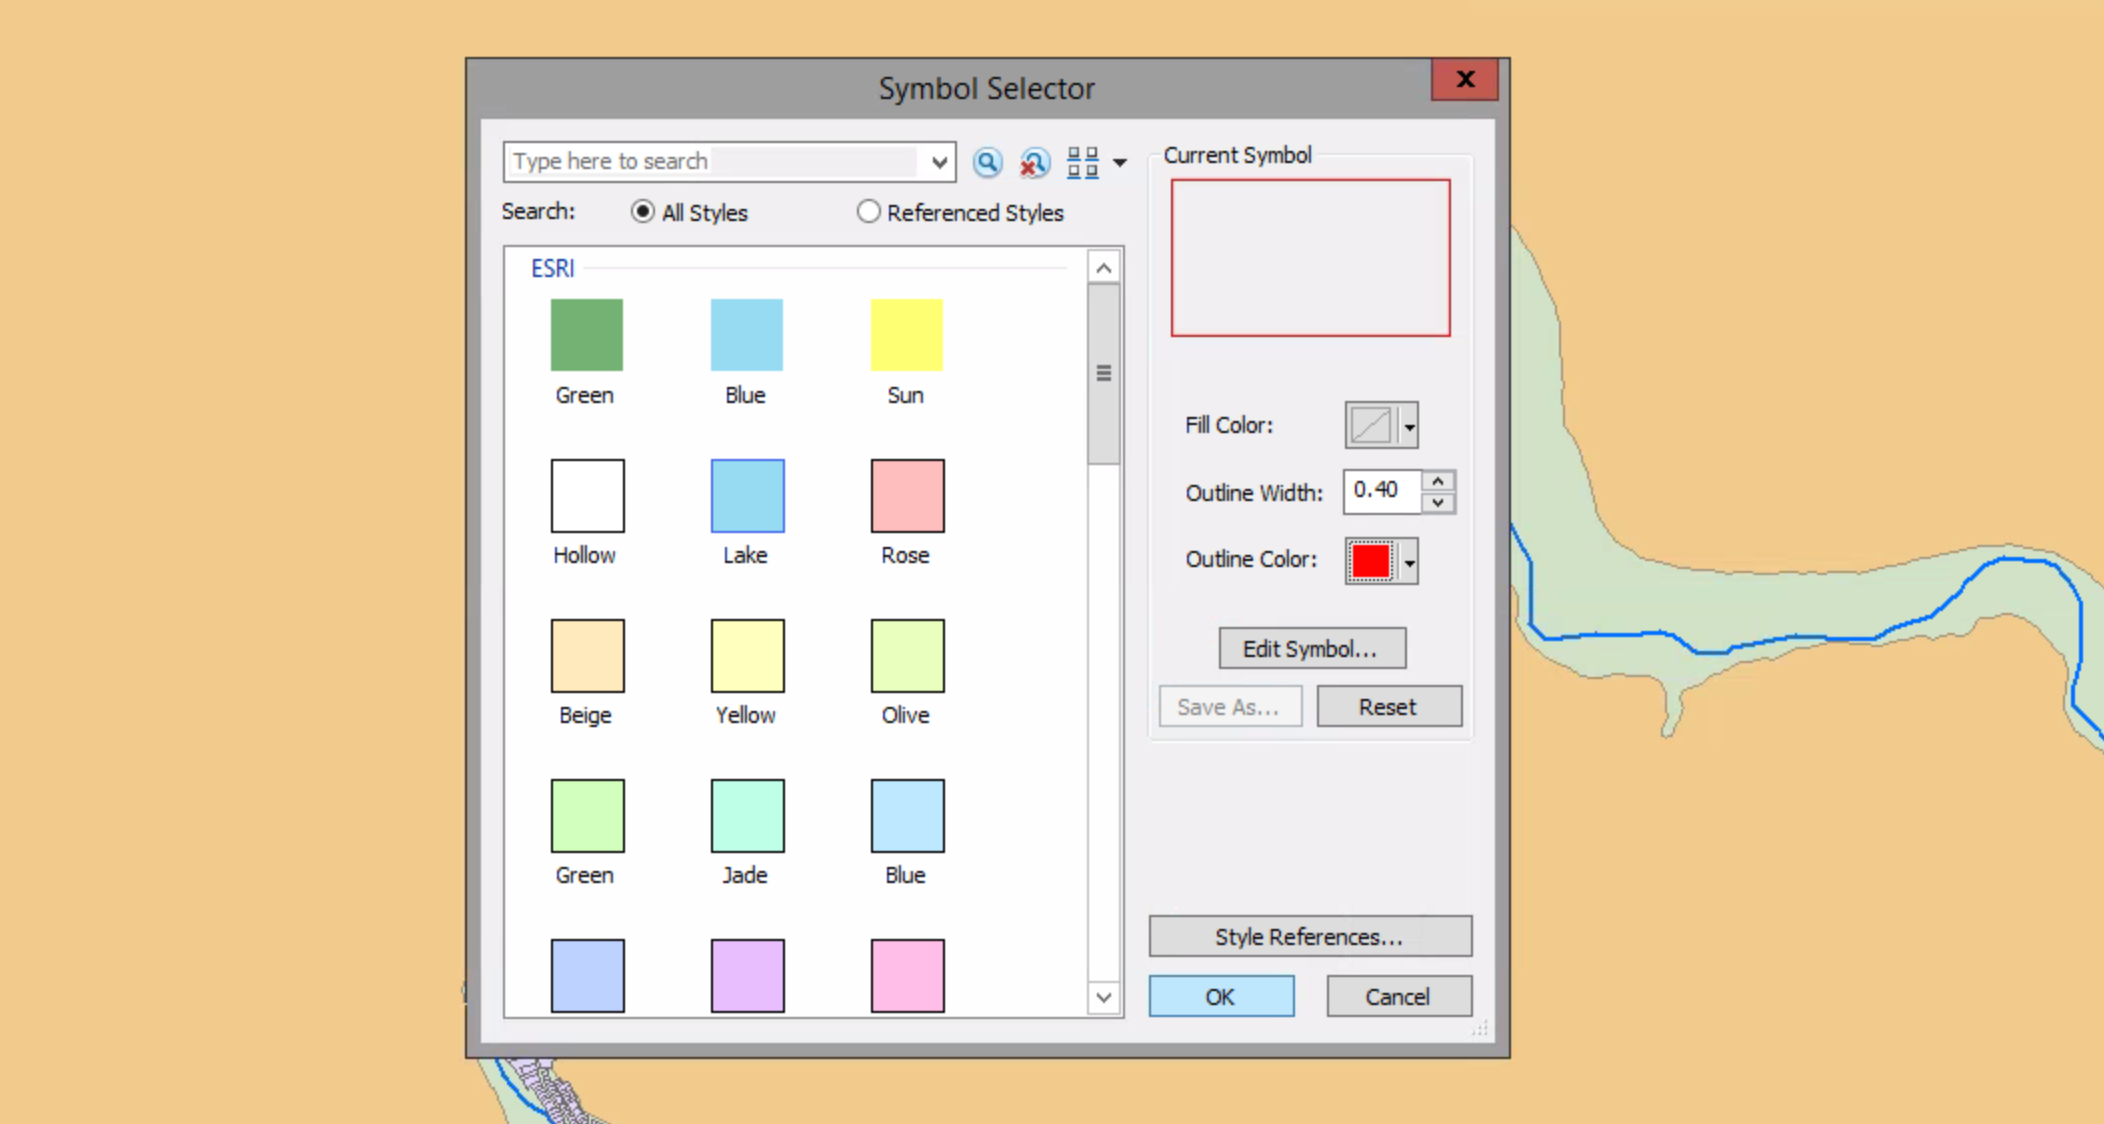 Symbol Selector
x
Type here to search
Search:
All Styles
Referenced Styles
ESRI
Green
Blue
Sun
Hollow
Lake
Rose
Beige
Yellow
Olive
Green
Jade
Blue
Current Symbol
Fill Color:
Outline Width:
0.40
Outline Color:
Edit Symbol...
Save As...
Reset
Style References...
OK
Cancel